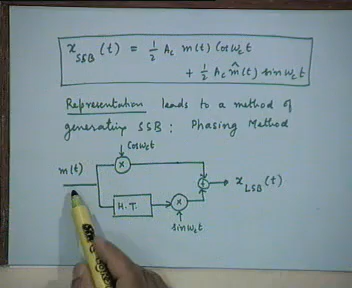 x_SSB(t) = 1/2 A_c m(t) Cos ω_c t
+ 1/2 A_c m̂(t) sin ω_c t
Representation leads to a method of
generating SSB : Phasing Method
Cos ω_c t
m(t)
×
+
x_LSB(t)
H.T.
×
sin ω_c t